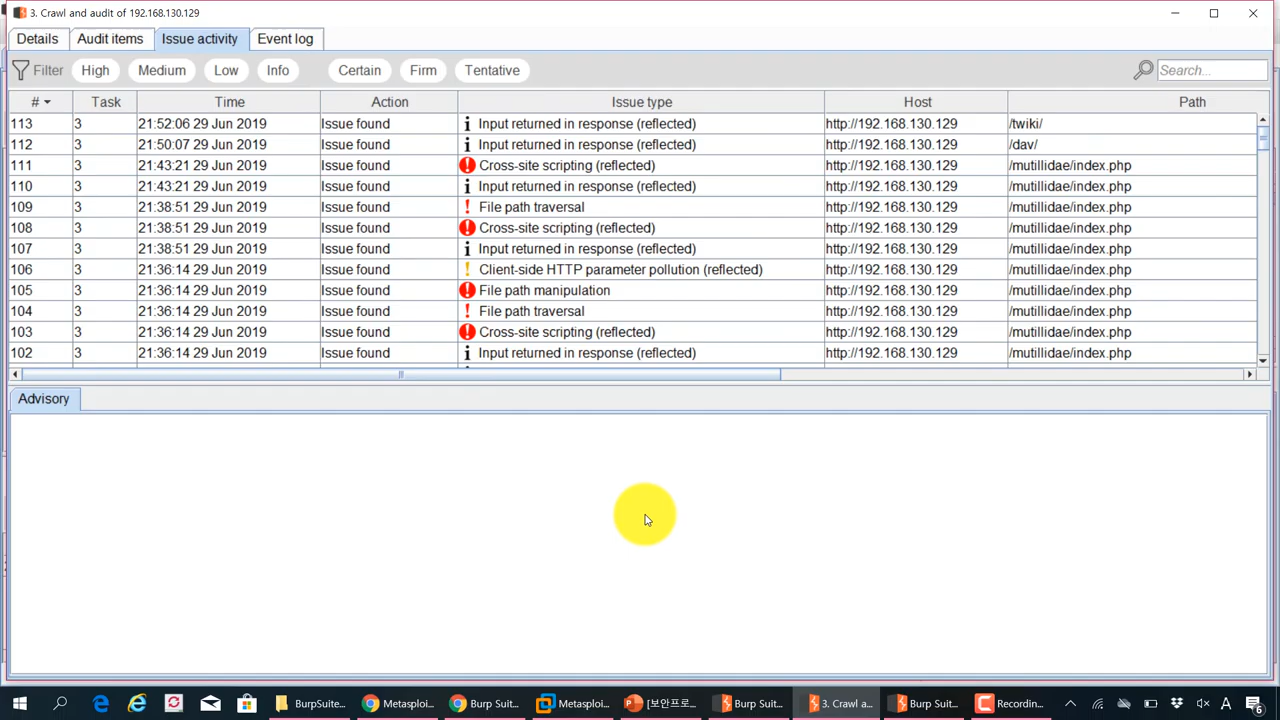 3. Crawl and audit of 192.168.130.129
Details Audit items Issue activity Event log
Filter High Medium Low Info Certain Firm Tentative Search...
# Task Time Action Issue type Host Path
113 3 21:52:06 29 Jun 2019 Issue found Input returned in response (reflected) http://192.168.130.129 /twiki/
112 3 21:50:07 29 Jun 2019 Issue found Input returned in response (reflected) http://192.168.130.129 /dav/
111 3 21:43:21 29 Jun 2019 Issue found Cross-site scripting (reflected) http://192.168.130.129 /mutillidae/index.php
110 3 21:43:21 29 Jun 2019 Issue found Input returned in response (reflected) http://192.168.130.129 /mutillidae/index.php
109 3 21:38:51 29 Jun 2019 Issue found File path traversal http://192.168.130.129 /mutillidae/index.php
108 3 21:38:51 29 Jun 2019 Issue found Cross-site scripting (reflected) http://192.168.130.129 /mutillidae/index.php
107 3 21:38:51 29 Jun 2019 Issue found Input returned in response (reflected) http://192.168.130.129 /mutillidae/index.php
106 3 21:36:14 29 Jun 2019 Issue found Client-side HTTP parameter pollution (reflected) http://192.168.130.129 /mutillidae/index.php
105 3 21:36:14 29 Jun 2019 Issue found File path manipulation http://192.168.130.129 /mutillidae/index.php
104 3 21:36:14 29 Jun 2019 Issue found File path traversal http://192.168.130.129 /mutillidae/index.php
103 3 21:36:14 29 Jun 2019 Issue found Cross-site scripting (reflected) http://192.168.130.129 /mutillidae/index.php
102 3 21:36:14 29 Jun 2019 Issue found Input returned in response (reflected) http://192.168.130.129 /mutillidae/index.php
Advisory
BurpSuite... Metasploi... Burp Suit... Metasploi... [보안프로... Burp Suit... 3. Crawl a... Burp Suit... Recordin... A 6